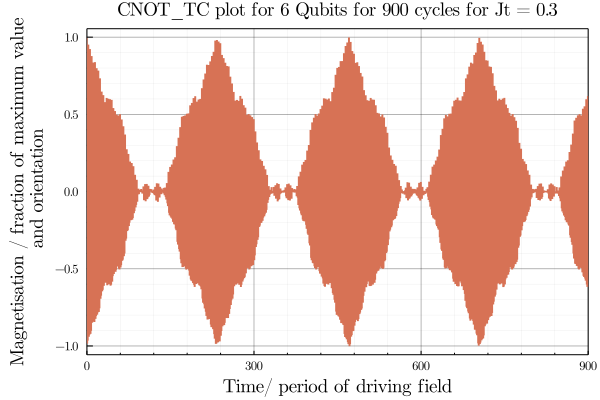 CNOT_TC plot for 6 Qubits for 900 cycles for Jt = 0.3
Magnetisation / fraction of maximum value
and orientation
1.0
0.5
0.0
−0.5
−1.0
0
300
600
900
Time/ period of driving field